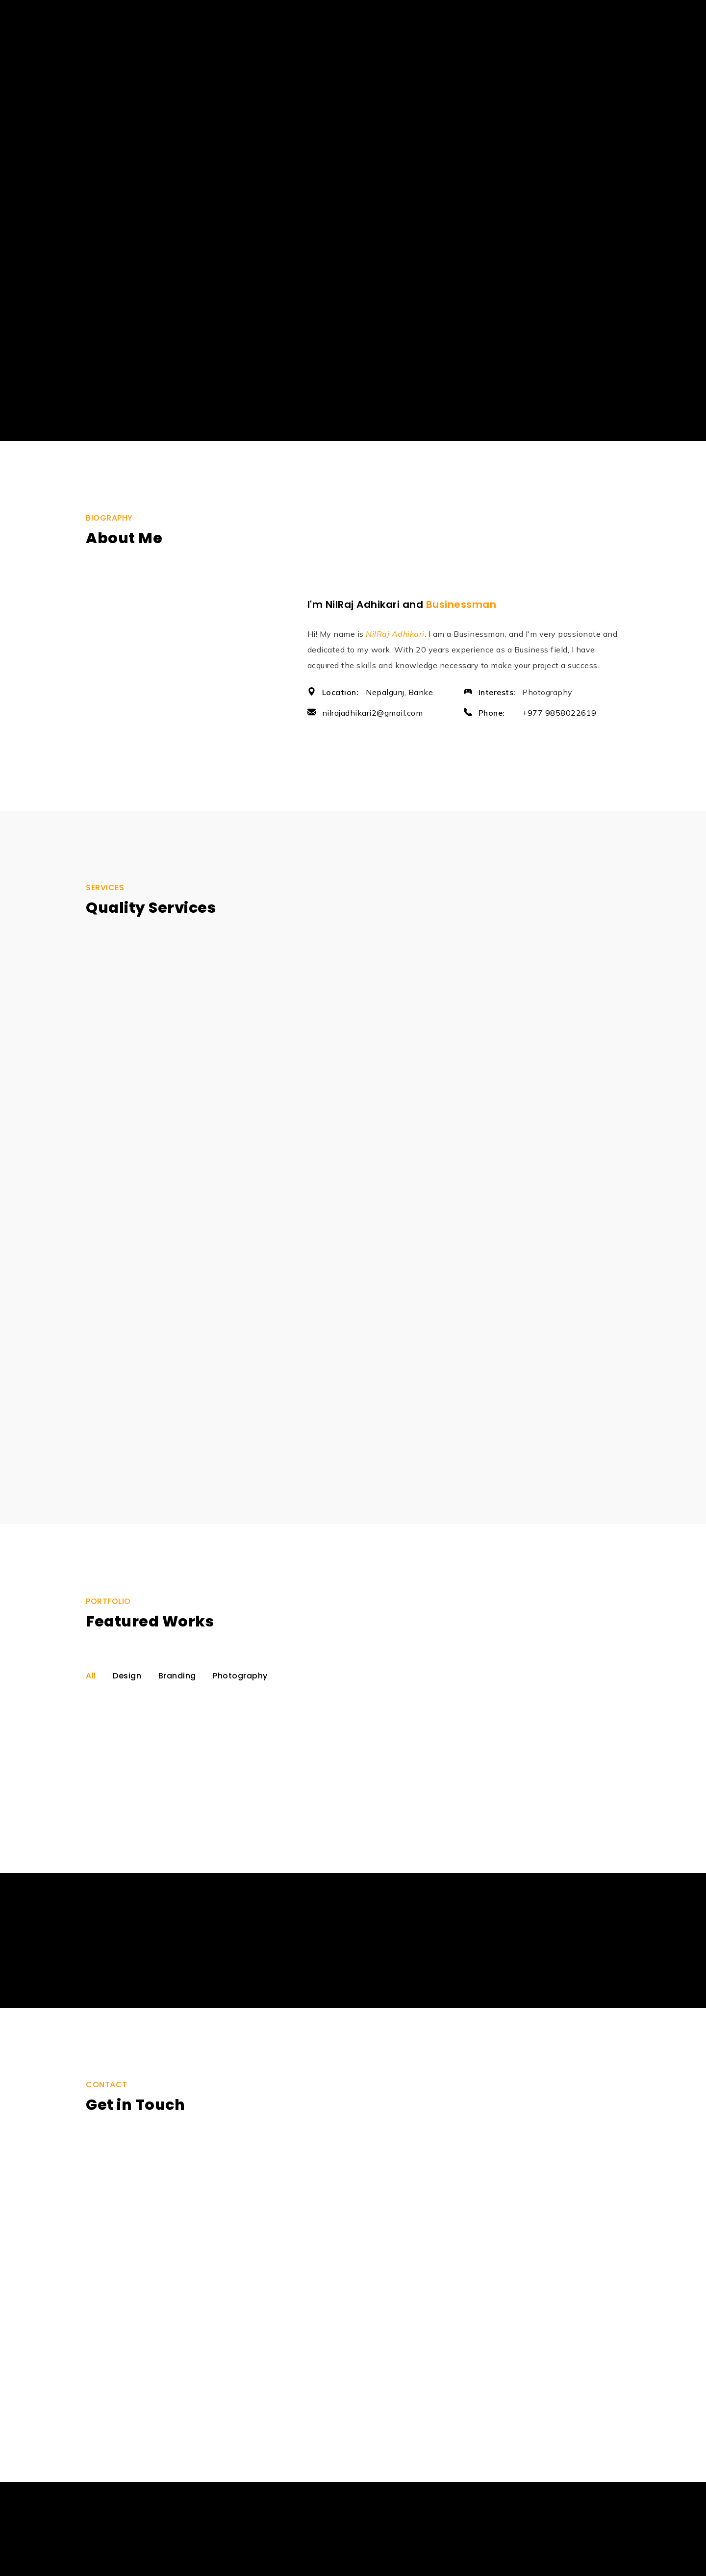 BIOGRAPHY
About Me
I'm NilRaj Adhikari and Businessman
Hi! My name is NilRaj Adhikari. I am a Businessman, and I'm very passionate and
dedicated to my work. With 20 years experience as a Business field, I have
acquired the skills and knowledge necessary to make your project a success.
Location: Nepalgunj, Banke
Interests: Photography
nilrajadhikari2@gmail.com
Phone: +977 9858022619
SERVICES
Quality Services
PORTFOLIO
Featured Works
All Design Branding Photography
CONTACT
Get in Touch